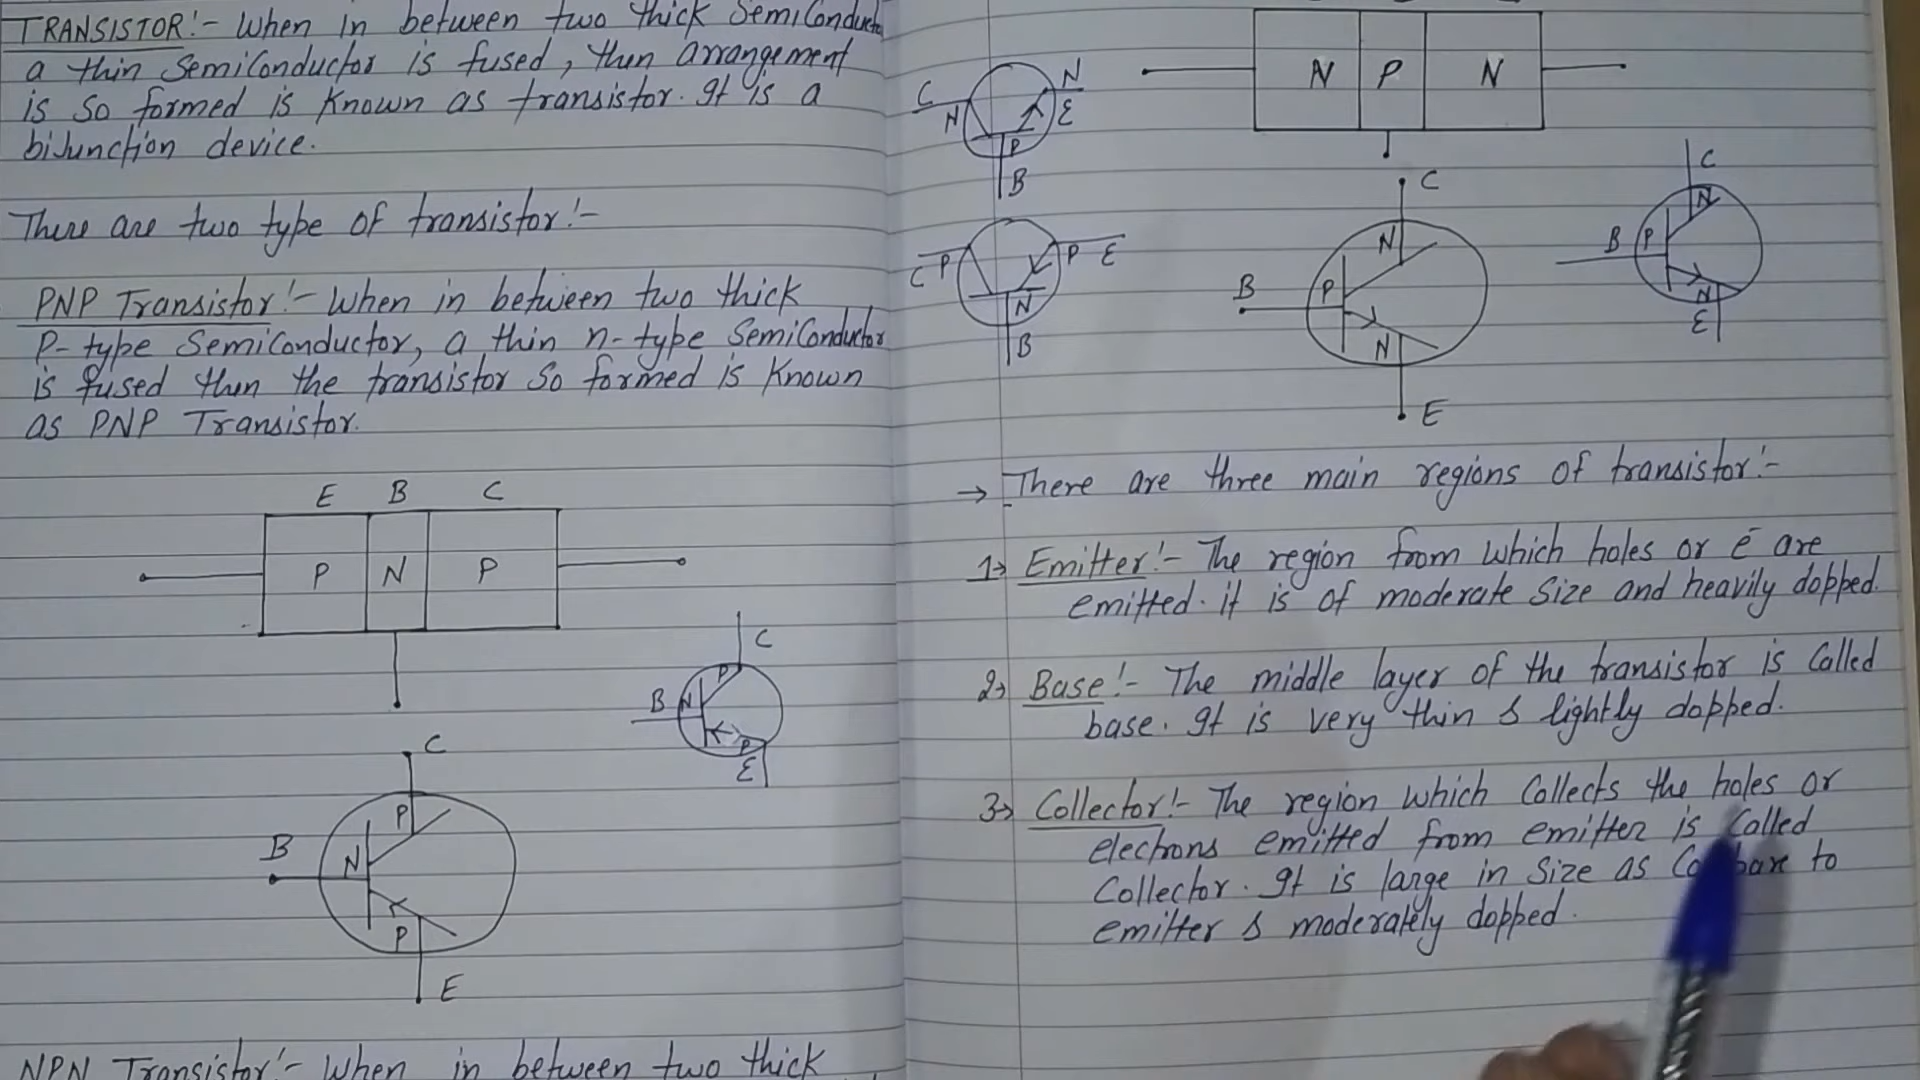 TRANSISTOR:- When in between two thick SemiConductor
a thin SemiConductor is fused, then arrangement
is So formed is Known as transistor. It is a
biJunction device.
There are two type of transistor:-
PNP Transistor:- When in between two thick
P-type SemiConductor, a thin n-type SemiConductor
is fused then the transistor So formed is Known
as PNP Transistor.
E B C
P N P
C
B N P
P
E
C
P
B N
P
E
NPN Transistor:- When in between two thick
N P N
C N N E
P
B
C P P E
N
B
C
N
B P
N
E
C
N
B P
N
E
→ There are three main regions of transistor:-
1→ Emitter:- The region from which holes or ē are
emitted. it is of moderate Size and heavily dopped.
2→ Base:- The middle layer of the transistor is Called
base. It is very thin & lightly dopped.
3→ Collector:- The region which Collects the holes or
electrons emitted from emitter is Called
Collector. It is large in Size as to
emitter & moderately dopped.